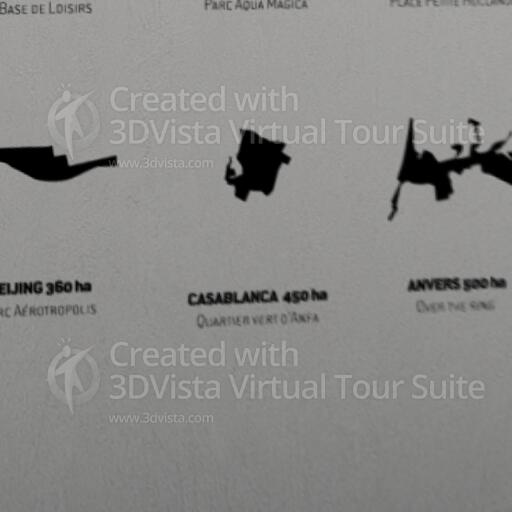 Base de Loisirs
Parc Aqua Magica
Created with
3DVista Virtual Tour Suite
www.3dvista.com
EIJING 360 ha
RC Aérotropolis
CASABLANCA 450 ha
Quartier vert d'Anfa
ANVERS 500 ha
Over the ring
Created with
3DVista Virtual Tour Suite
www.3dvista.com